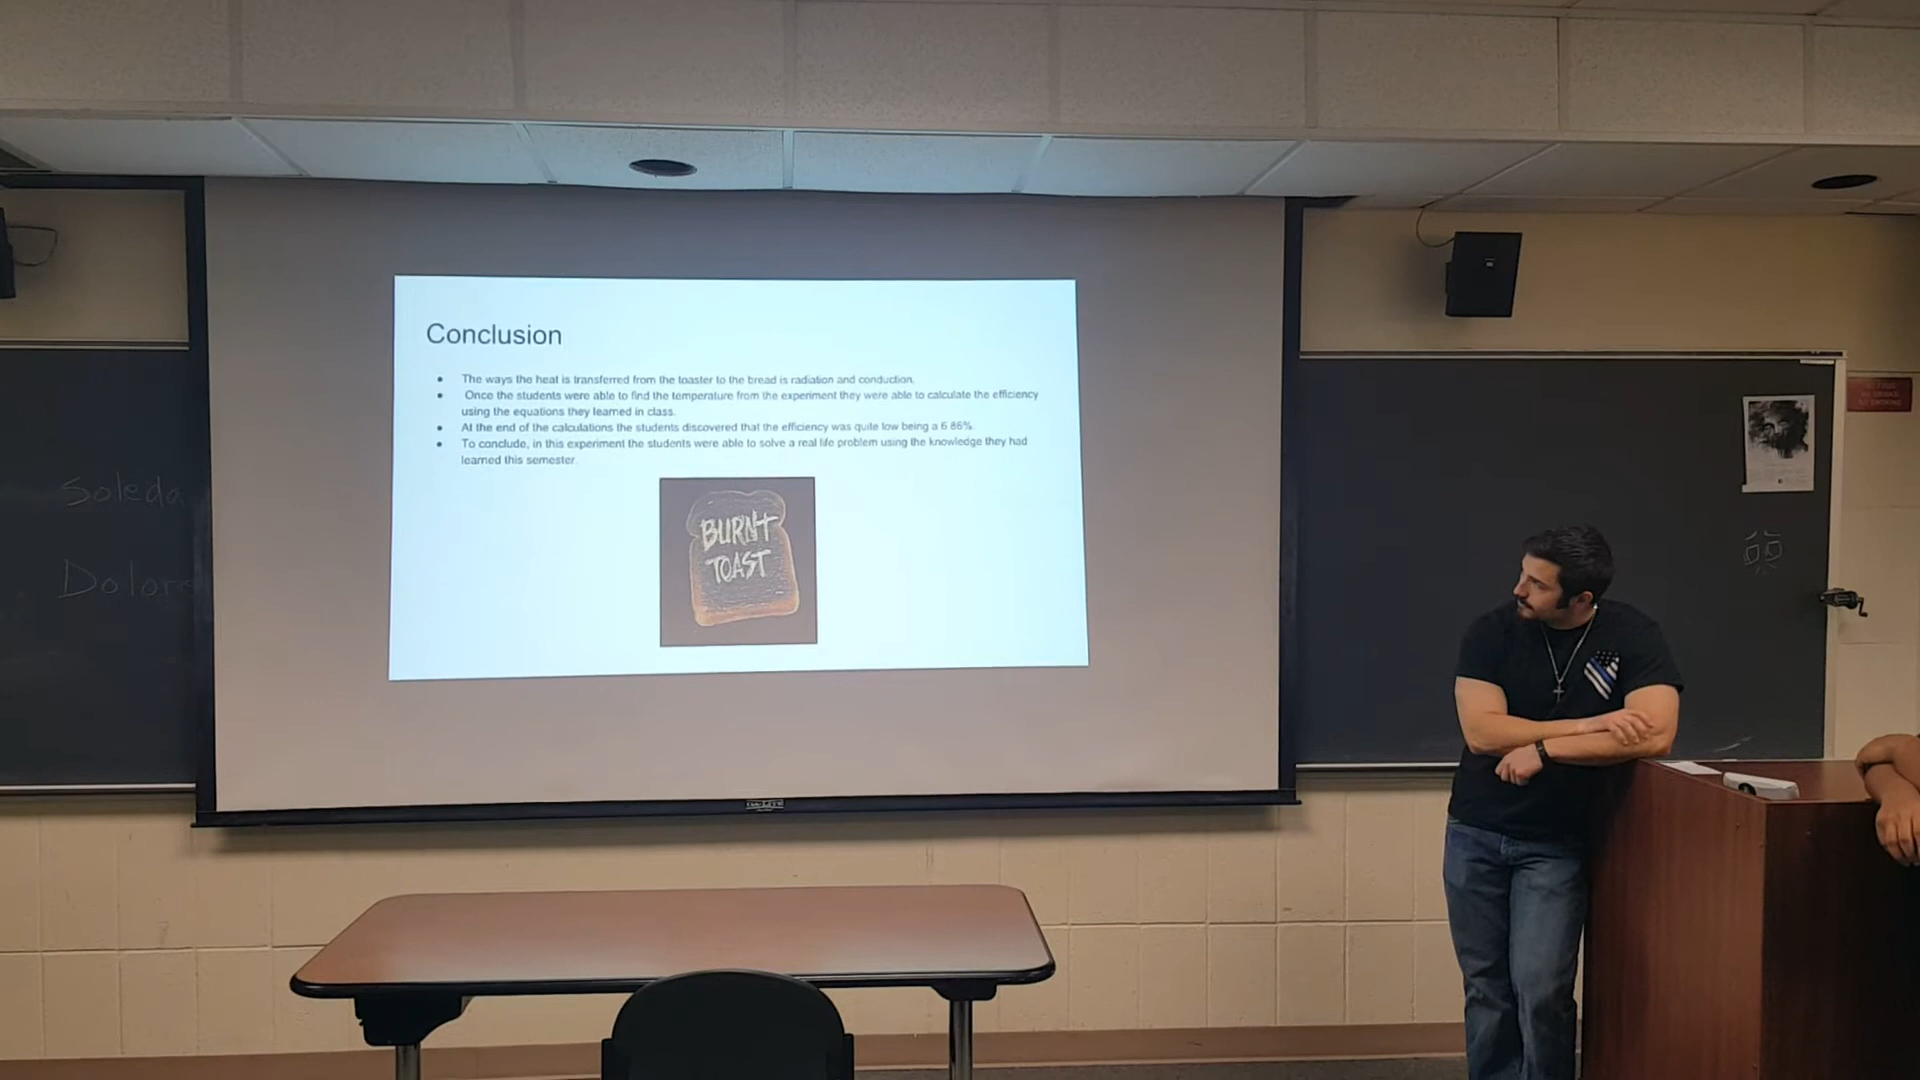 Conclusion
The ways the heat is transferred from the toaster to the bread is radiation and conduction.
Once the students were able to find the temperature from the experiment they were able to calculate the efficiency
using the equations they learned in class.
At the end of the calculations the students discovered that the efficiency was quite low being a 6.86%.
To conclude, in this experiment the students were able to solve a real life problem using the knowledge they had
learned this semester.
BURNT
TOAST
Soleda
Dolore